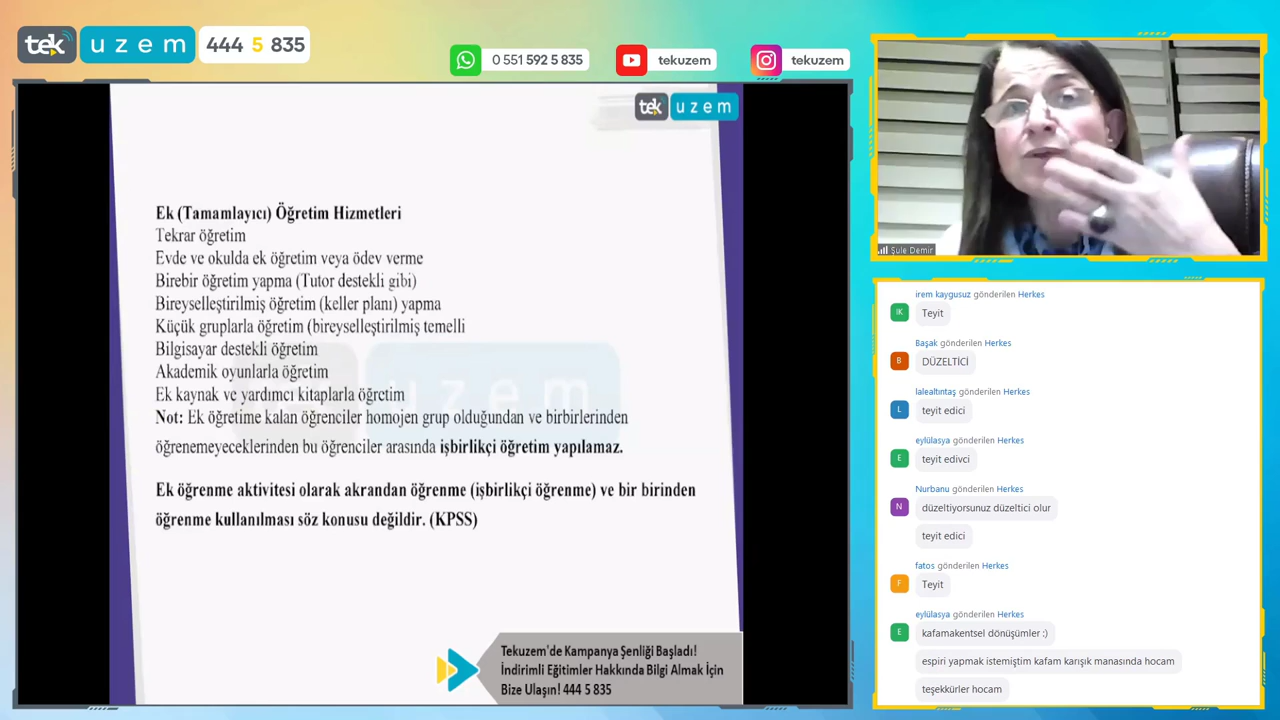 tek
uzem
444 5 835
0 551 592 5 835
tekuzem
tekuzem
tek
uzem
Ek (Tamamlayıcı) Öğretim Hizmetleri
Tekrar öğretim
Evde ve okulda ek öğretim veya ödev verme
Birebir öğretim yapma (Tutor destekli gibi)
Bireyselleştirilmiş öğretim (keller planı) yapma
Küçük gruplarla öğretim (bireyselleştirilmiş temelli
Bilgisayar destekli öğretim
Akademik oyunlarla öğretim
Ek kaynak ve yardımcı kitaplarla öğretim
Not: Ek öğretime kalan öğrenciler homojen grup olduğundan ve birbirlerinden
öğrenemeyeceklerinden bu öğrenciler arasında işbirlikçi öğretim yapılamaz.
Ek öğrenme aktivitesi olarak akrandan öğrenme (işbirlikçi öğrenme) ve bir birinden
öğrenme kullanılması söz konusu değildir. (KPSS)
uzem
Tekuzem'de Kampanya Şenliği Başladı!
İndirimli Eğitimler Hakkında Bilgi Almak İçin
Bize Ulaşın! 444 5 835
Şule Demir
irem kaygusuz gönderilen Herkes
IK
Teyit
Başak gönderilen Herkes
B
DÜZELTİCİ
lalealtıntaş gönderilen Herkes
L
teyit edici
eylülasya gönderilen Herkes
E
teyit edivci
Nurbanu gönderilen Herkes
N
düzeltiyorsunuz düzeltici olur
teyit edici
fatos gönderilen Herkes
F
Teyit
eylülasya gönderilen Herkes
E
kafamakentsel dönüşümler :)
espiri yapmak istemiştim kafam karışık manasında hocam
teşekkürler hocam